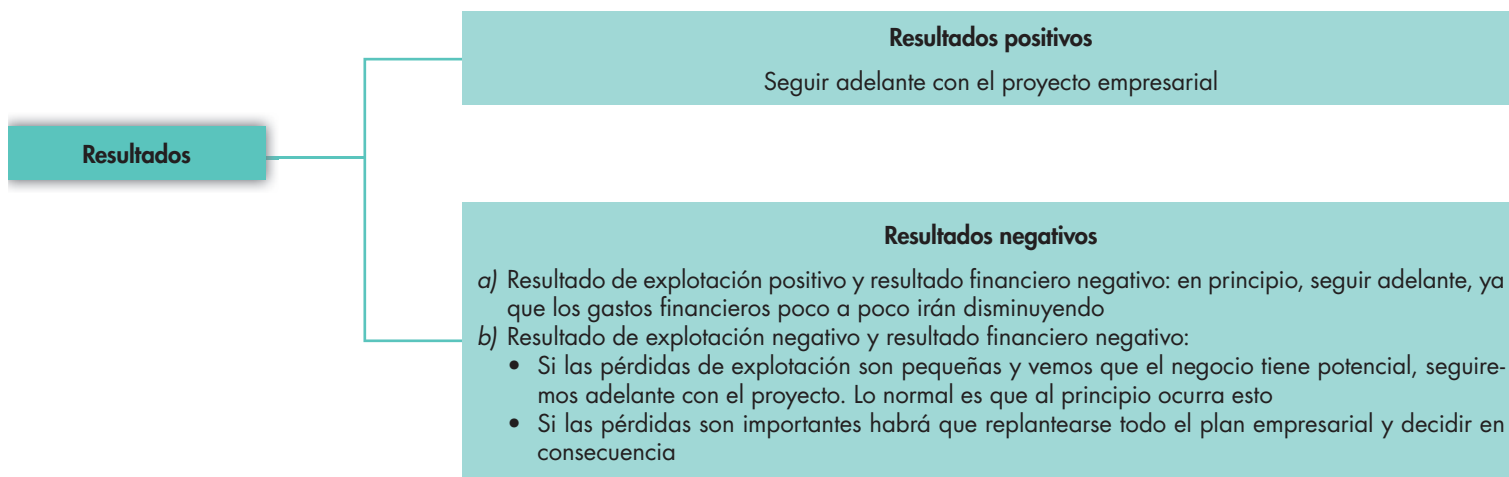 Resultados
Resultados positivos
Seguir adelante con el proyecto empresarial
Resultados negativos
a) Resultado de explotación positivo y resultado financiero negativo: en principio, seguir adelante, ya
que los gastos financieros poco a poco irán disminuyendo
b) Resultado de explotación negativo y resultado financiero negativo:
• Si las pérdidas de explotación son pequeñas y vemos que el negocio tiene potencial, seguire-
mos adelante con el proyecto. Lo normal es que al principio ocurra esto
• Si las pérdidas son importantes habrá que replantearse todo el plan empresarial y decidir en
consecuencia